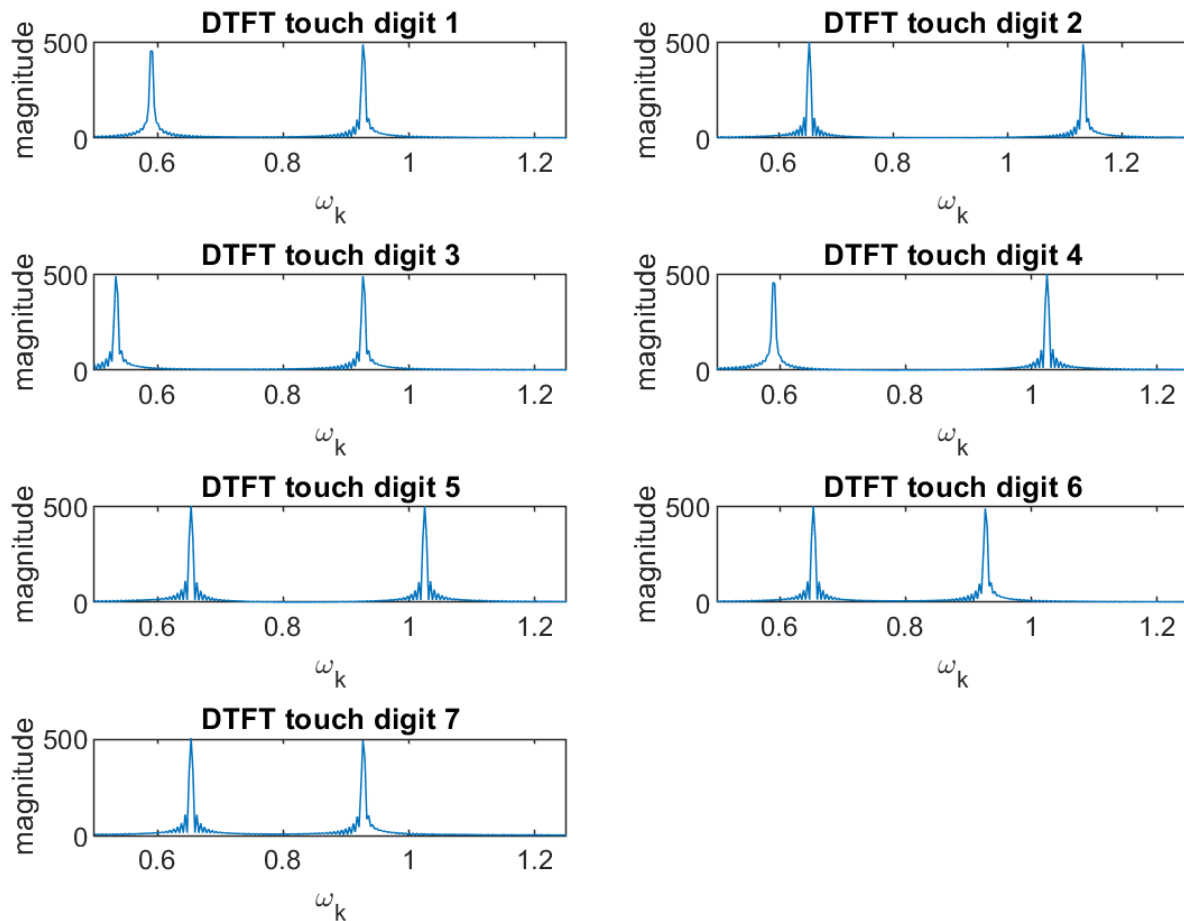 DTFT touch digit 1
500
magnitude
0
0.6 0.8 1 1.2
ω_k
DTFT touch digit 2
500
magnitude
0
0.6 0.8 1 1.2
ω_k
DTFT touch digit 3
500
magnitude
0
0.6 0.8 1 1.2
ω_k
DTFT touch digit 4
500
magnitude
0
0.6 0.8 1 1.2
ω_k
DTFT touch digit 5
500
magnitude
0
0.6 0.8 1 1.2
ω_k
DTFT touch digit 6
500
magnitude
0
0.6 0.8 1 1.2
ω_k
DTFT touch digit 7
500
magnitude
0
0.6 0.8 1 1.2
ω_k